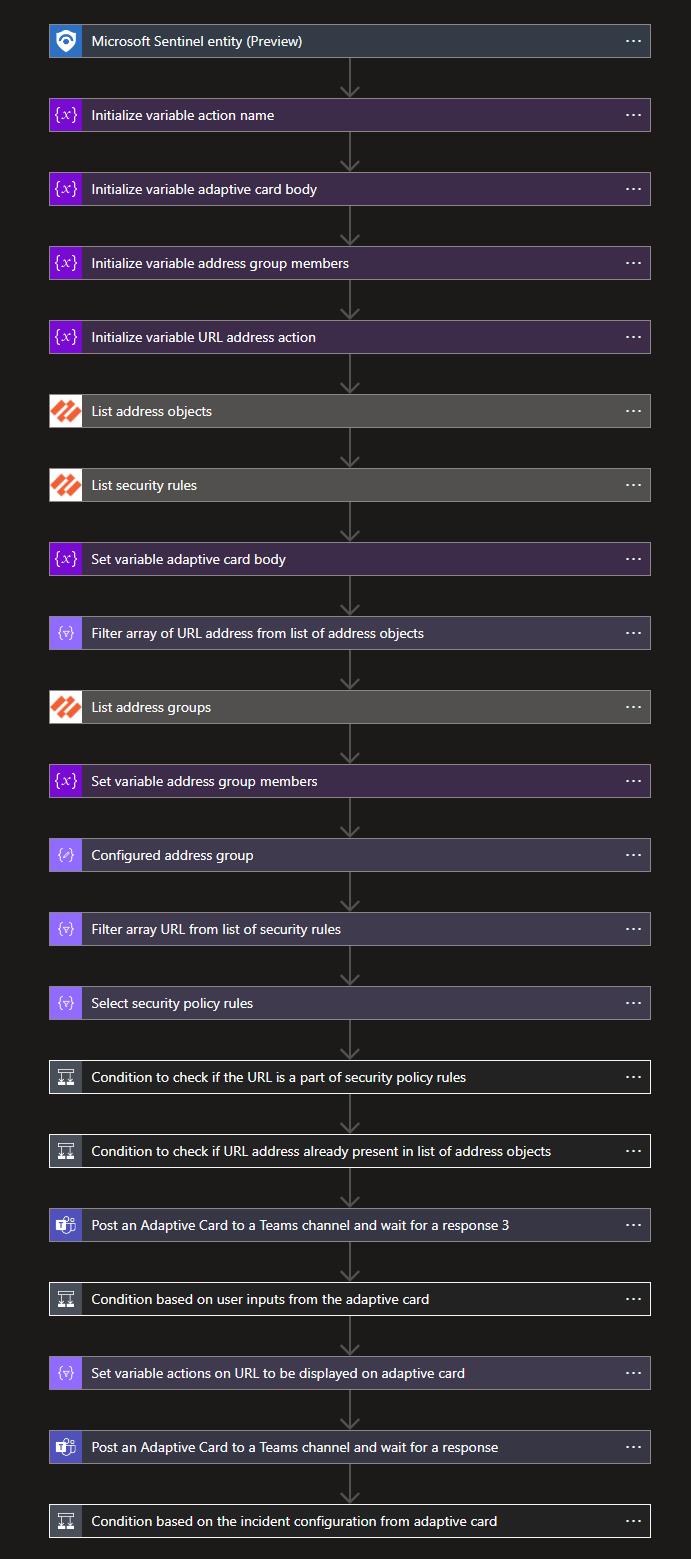 Microsoft Sentinel entity (Preview)
Initialize variable action name
Initialize variable adaptive card body
Initialize variable address group members
Initialize variable URL address action
List address objects
List security rules
Set variable adaptive card body
Filter array of URL address from list of address objects
List address groups
Set variable address group members
Configured address group
Filter array URL from list of security rules
Select security policy rules
Condition to check if the URL is a part of security policy rules
Condition to check if URL address already present in list of address objects
Post an Adaptive Card to a Teams channel and wait for a response 3
Condition based on user inputs from the adaptive card
Set variable actions on URL to be displayed on adaptive card
Post an Adaptive Card to a Teams channel and wait for a response
Condition based on the incident configuration from adaptive card